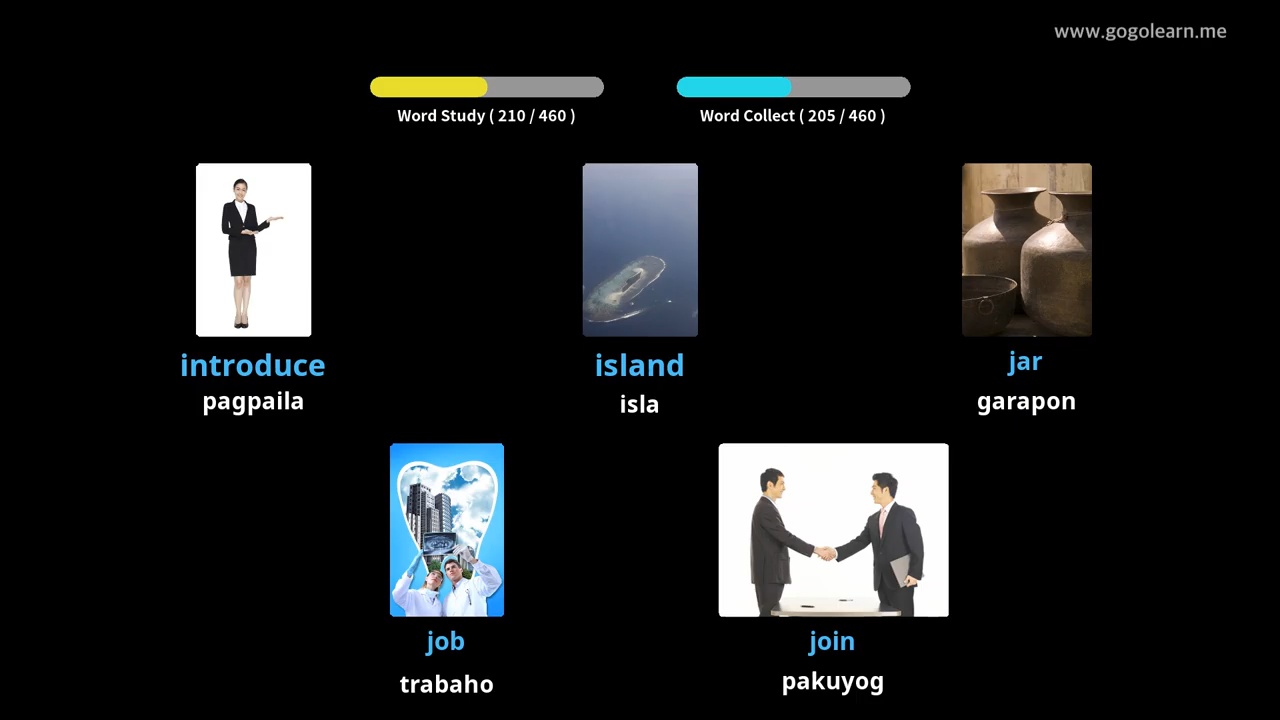 www.gogolearn.me
Word Study ( 210 / 460 )
Word Collect ( 205 / 460 )
introduce
pagpaila
island
isla
jar
garapon
job
trabaho
join
pakuyog